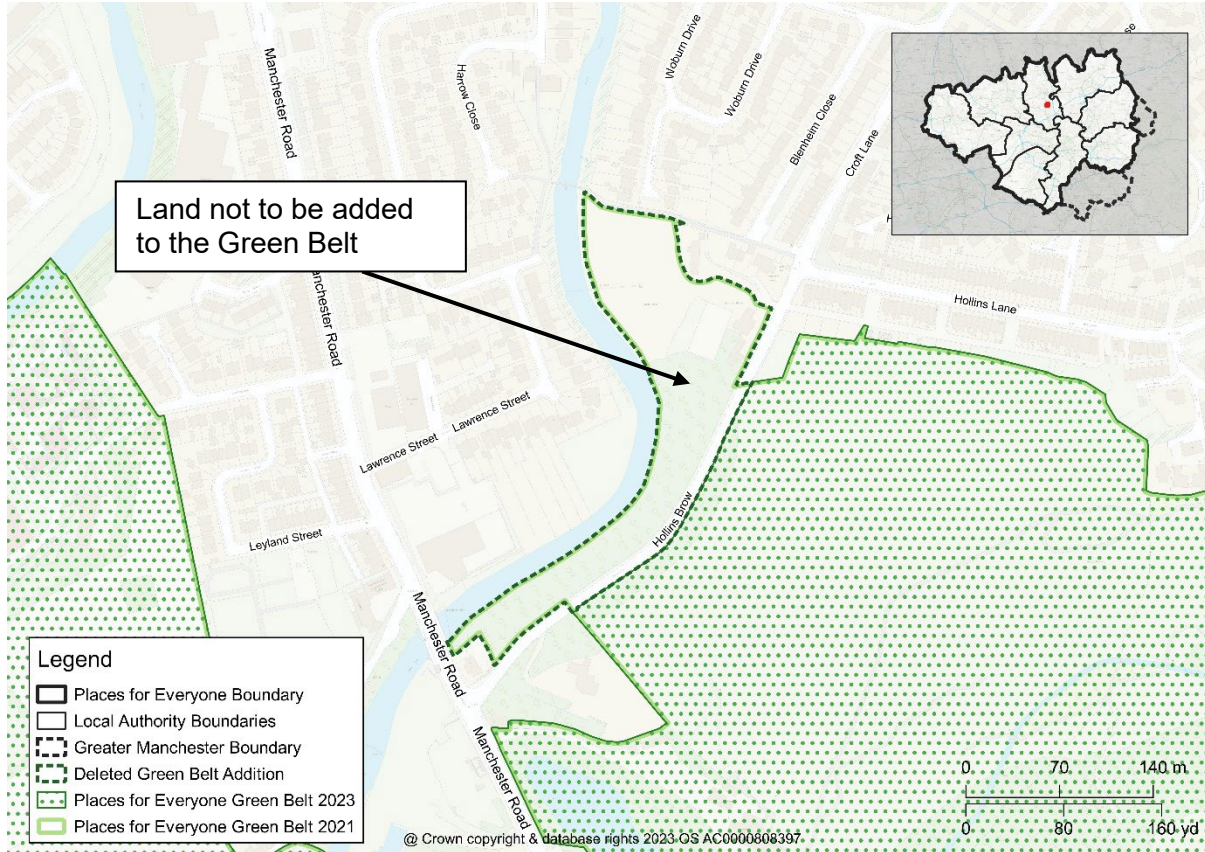 Manchester Road
Harrow Close
Woburn Drive
Woburn Drive
Blenheim Close
Croft Lane
Close
H
Land not to be added
to the Green Belt
Manchester Road
Hollins Lane
Lawrence Street
Lawrence Street
Leyland Street
Hollins Brow
Manchester Road
Manchester Road
Legend
Places for Everyone Boundary
Local Authority Boundaries
Greater Manchester Boundary
Deleted Green Belt Addition
Places for Everyone Green Belt 2023
Places for Everyone Green Belt 2021
@ Crown copyright & database rights 2023 OS AC0000808397
0 70 140 m
0 80 160 yd